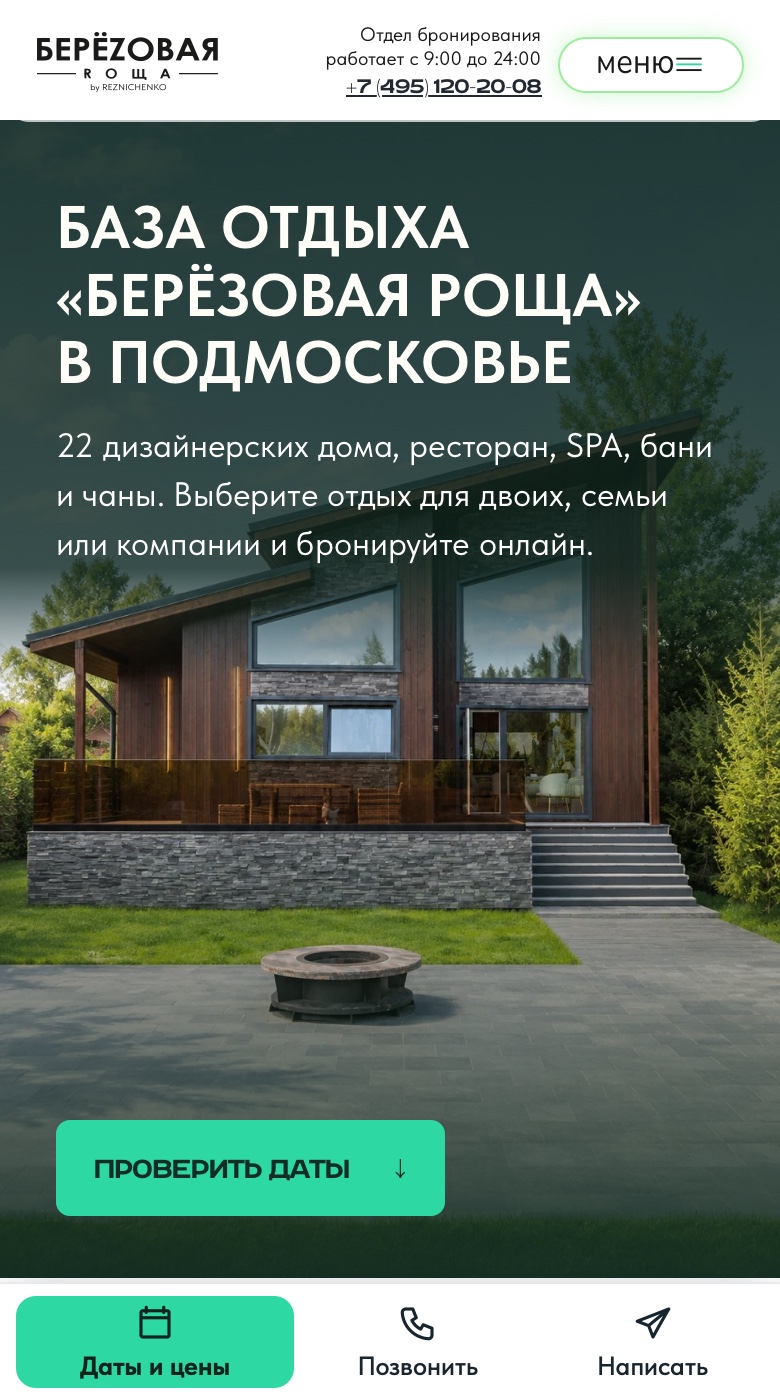 БЕРЁZОВАЯ
РОЩА
by REZNICHENKO
Отдел бронирования
работает с 9:00 до 24:00
+7 (495) 120-20-08
меню
БАЗА ОТДЫХА
«БЕРЁЗОВАЯ РОЩА»
В ПОДМОСКОВЬЕ
22 дизайнерских дома, ресторан, SPA, бани
и чаны. Выберите отдых для двоих, семьи
или компании и бронируйте онлайн.
ПРОВЕРИТЬ ДАТЫ ↓
Даты и цены
Позвонить
Написать